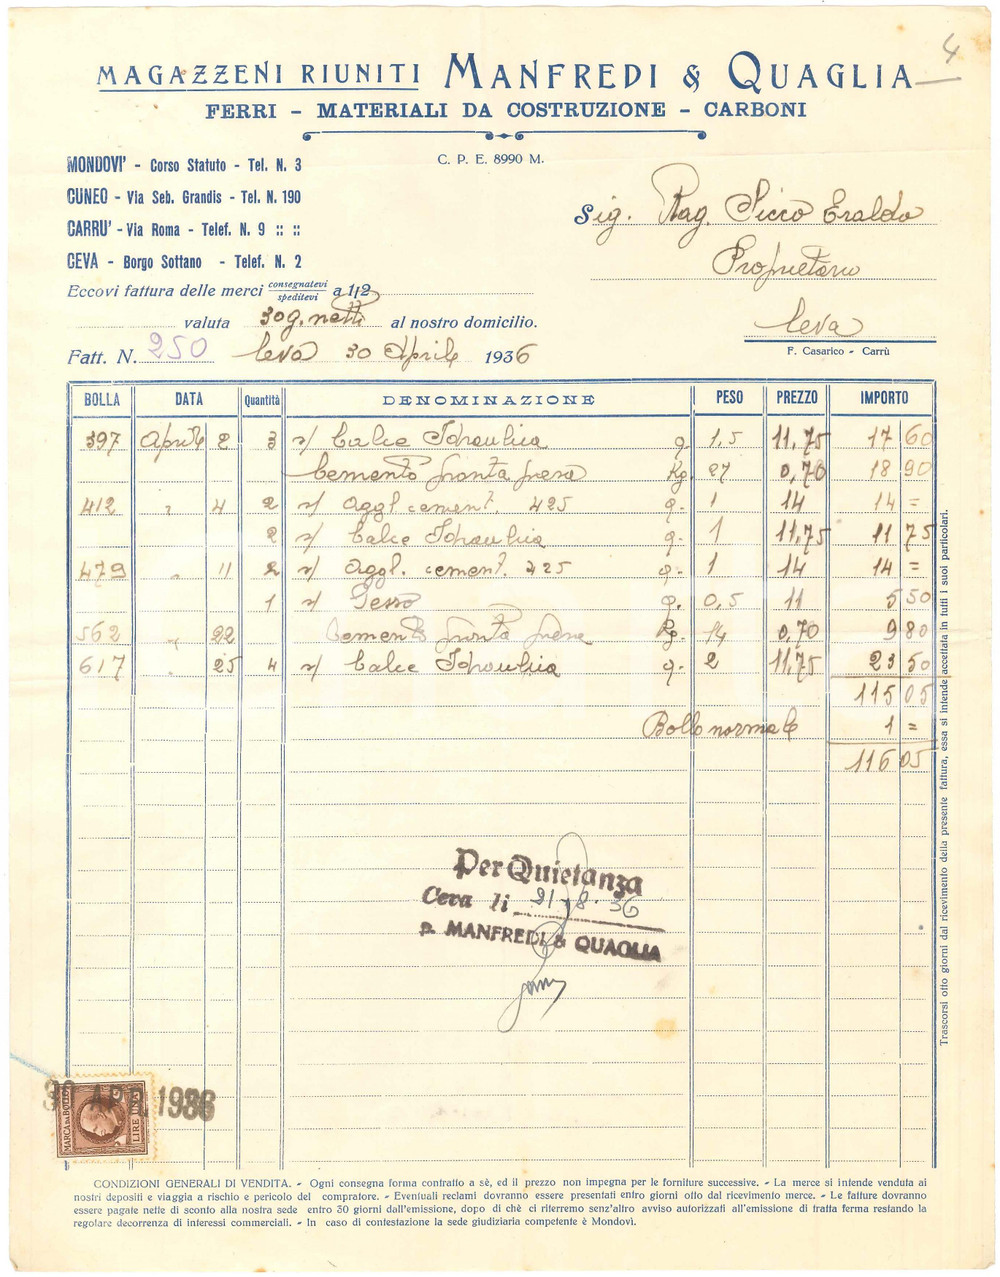 4
MAGAZZENI RIUNITI MANFREDI & QUAGLIA
FERRI - MATERIALI DA COSTRUZIONE - CARBONI
C. P. E. 8990 M.
MONDOVI' - Corso Statuto - Tel. N. 3
CUNEO - Via Seb. Grandis - Tel. N. 190
CARRU' - Via Roma - Telef. N. 9 :: ::
CEVA - Borgo Sottano - Telef. N. 2
Sig. Rag. Sicco Eraldo
Proprietario
Ceva
F. Casarico - Carrù
Eccovi fattura delle merci consegnatevi speditevi a 1/2
valuta 30 g. netti al nostro domicilio.
Fatt. N. 250 Ceva 30 Aprile 1936
BOLLA DATA Quantità DENOMINAZIONE PESO PREZZO IMPORTO
397 Aprile 2 3 s/ Calce Idraulica q. 1,5 11,75 17 60
Cemento pronta presa Kg. 27 0,70 18 90
412 " 4 2 s/ Aggl. cement. 425 q. 1 14 14 =
2 s/ Calce Idraulica q. 1 11,75 11 75
479 " 11 2 s/ Aggl. cement. 425 q. 1 14 14 =
1 s/ Gesso q. 0,5 11 5 50
562 " 22 Cemento pronta presa Kg. 14 0,70 9 80
617 " 25 4 s/ Calce Idraulica q. 2 11,75 23 50
115 05
Bollo normale 1 =
116 05
Per Quietanza
Ceva li 31-8-36
p. MANFREDI & QUAGLIA
Trascorsi otto giorni dal ricevimento della presente fattura, essa si intende accettata in tutti i suoi particolari.
30 APR 1936
MARCA DA BOLLO
LIRE UNA
CONDIZIONI GENERALI DI VENDITA. - Ogni consegna forma contratto a sè, ed il prezzo non impegna per le forniture successive. - La merce si intende venduta ai
nostri depositi e viaggia a rischio e pericolo del compratore. - Eventuali reclami dovranno essere presentati entro giorni otto dal ricevimento merce. - Le fatture dovranno
essere pagate nette di sconto alla nostra sede entro 30 giorni dall'emissione, dopo di chè ci riterremo senz'altro avviso autorizzati all'emissione di tratta ferma restando la
regolare decorrenza di interessi commerciali. - In caso di contestazione la sede giudiziaria competente è Mondovì.